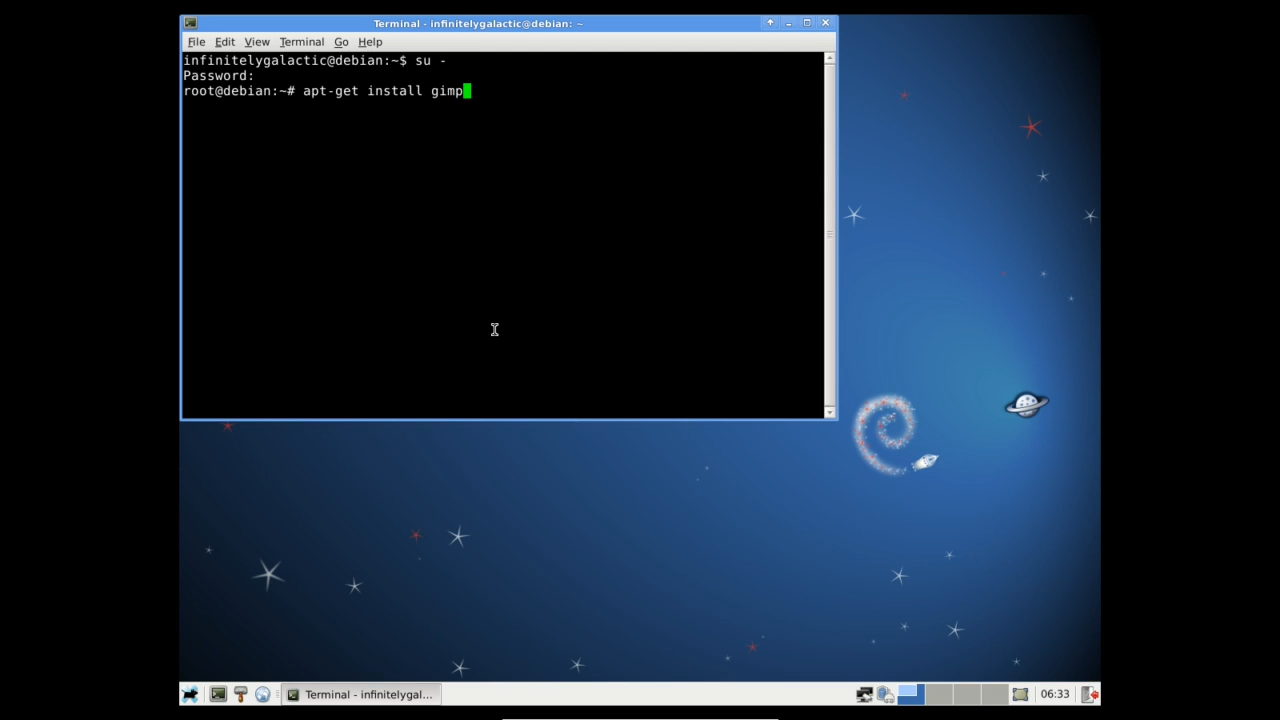 Terminal - infinitelygalactic@debian: ~
File Edit View Terminal Go Help
infinitelygalactic@debian:~$ su -
Password:
root@debian:~# apt-get install gimp
Terminal - infinitelygal...
06:33